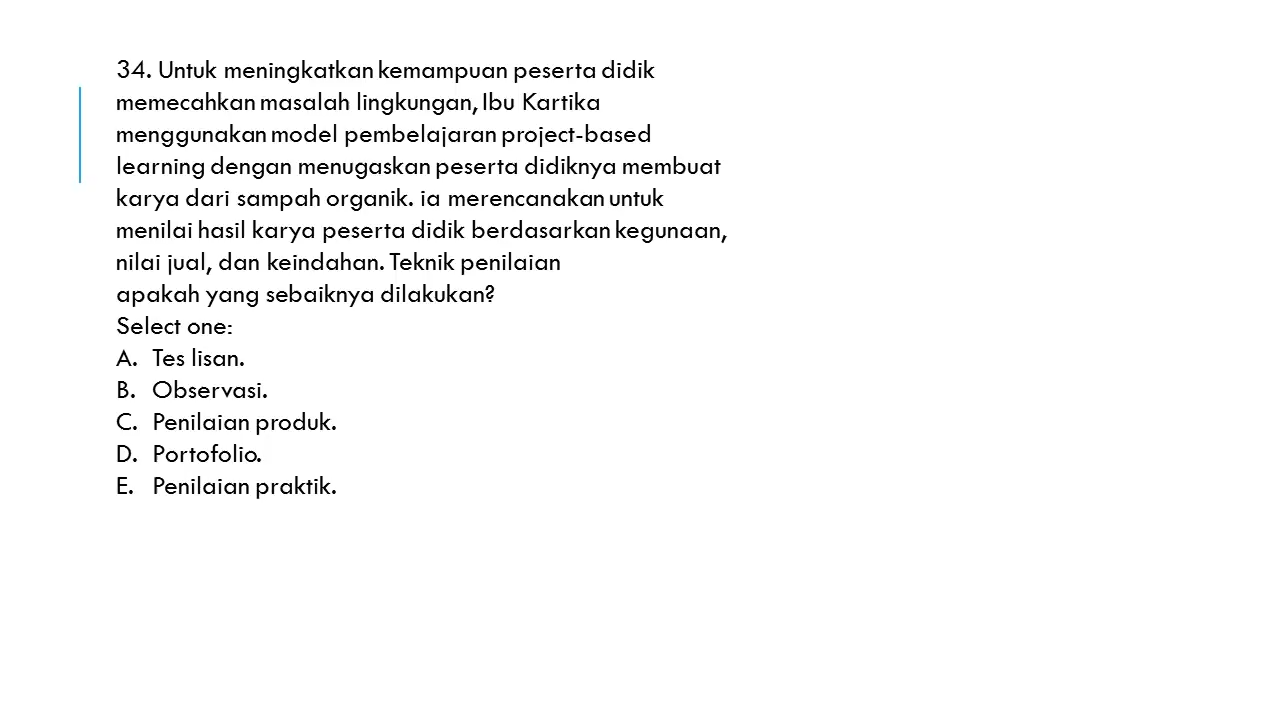 34. Untuk meningkatkan kemampuan peserta didik
memecahkan masalah lingkungan, Ibu Kartika
menggunakan model pembelajaran project-based
learning dengan menugaskan peserta didiknya membuat
karya dari sampah organik. ia merencanakan untuk
menilai hasil karya peserta didik berdasarkan kegunaan,
nilai jual, dan keindahan. Teknik penilaian
apakah yang sebaiknya dilakukan?
Select one:
A. Tes lisan.
B. Observasi.
C. Penilaian produk.
D. Portofolio.
E. Penilaian praktik.